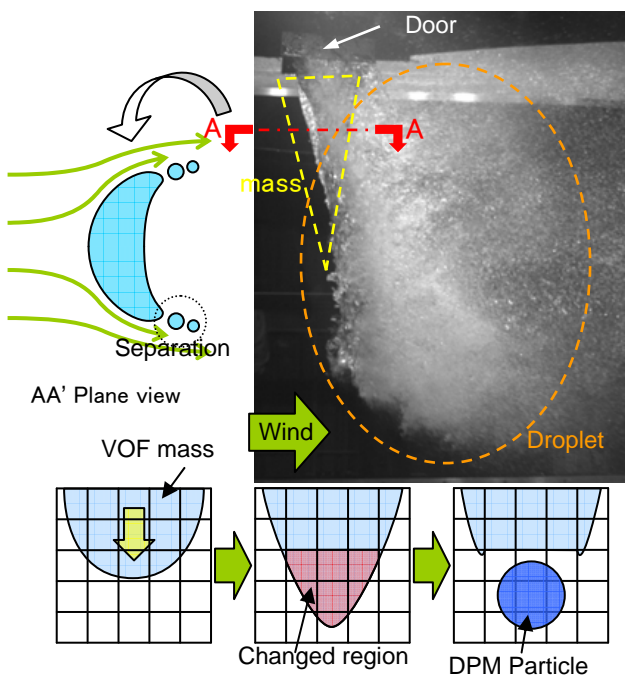 Door
A
A
mass
Separation
AA' Plane view
Wind
Droplet
VOF mass
Changed region
DPM Particle